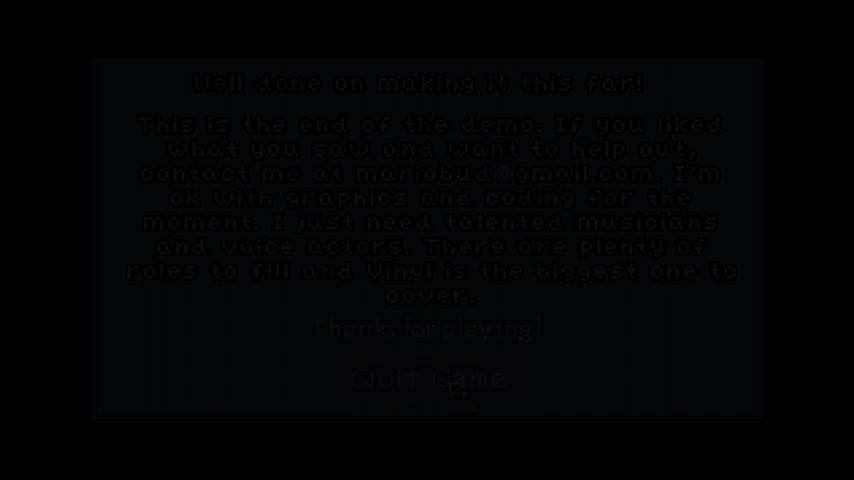 Well done on making it this far!
This is the end of the demo. If you liked
what you saw and want to help out,
contact me at mariobud@gmail.com. I'm
ok with graphics and coding for the
moment. I just need talented musicians
and voice actors. There are plenty of
roles to fill and Vinyl is the biggest one to
cover.
Thanks for playing!
Quit Game